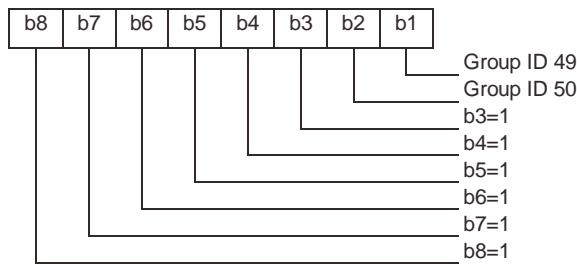 b8 b7 b6 b5 b4 b3 b2 b1
Group ID 49
Group ID 50
b3=1
b4=1
b5=1
b6=1
b7=1
b8=1